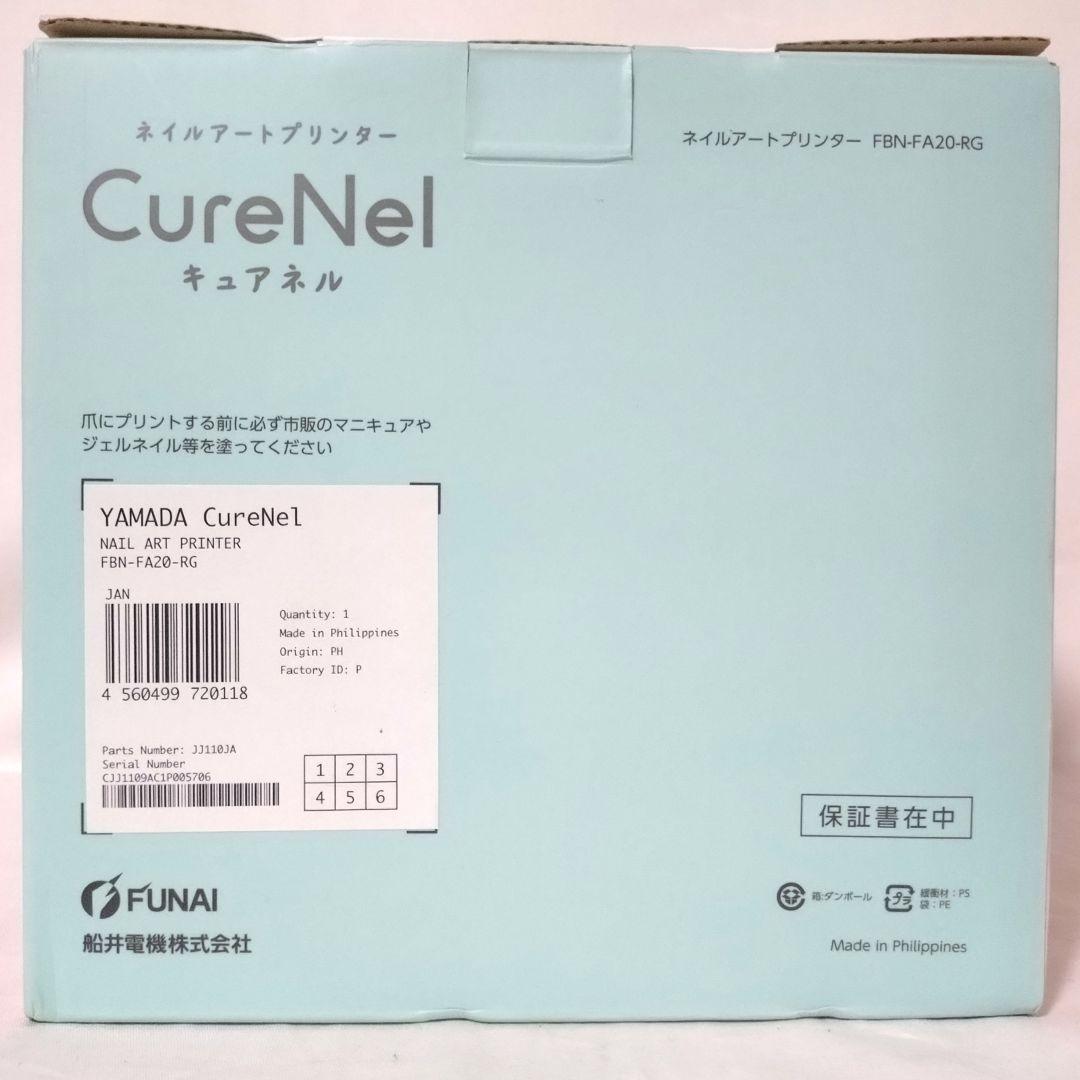 ネイルアートプリンター
CureNel
キュアネル
ネイルアートプリンター FBN-FA20-RG
爪にプリントする前に必ず市販のマニキュアや
ジェルネイル等を塗ってください
YAMADA CureNel
NAIL ART PRINTER
FBN-FA20-RG
JAN
4 560499 720118
Quantity: 1
Made in Philippines
Origin: PH
Factory ID: P
Parts Number: JJ110JA
Serial Number
CJJ1109AC1P005706
1 2 3
4 5 6
FUNAI
船井電機株式会社
保証書在中
箱:ダンボール
プラ
緩衝材：PS
袋：PE
Made in Philippines